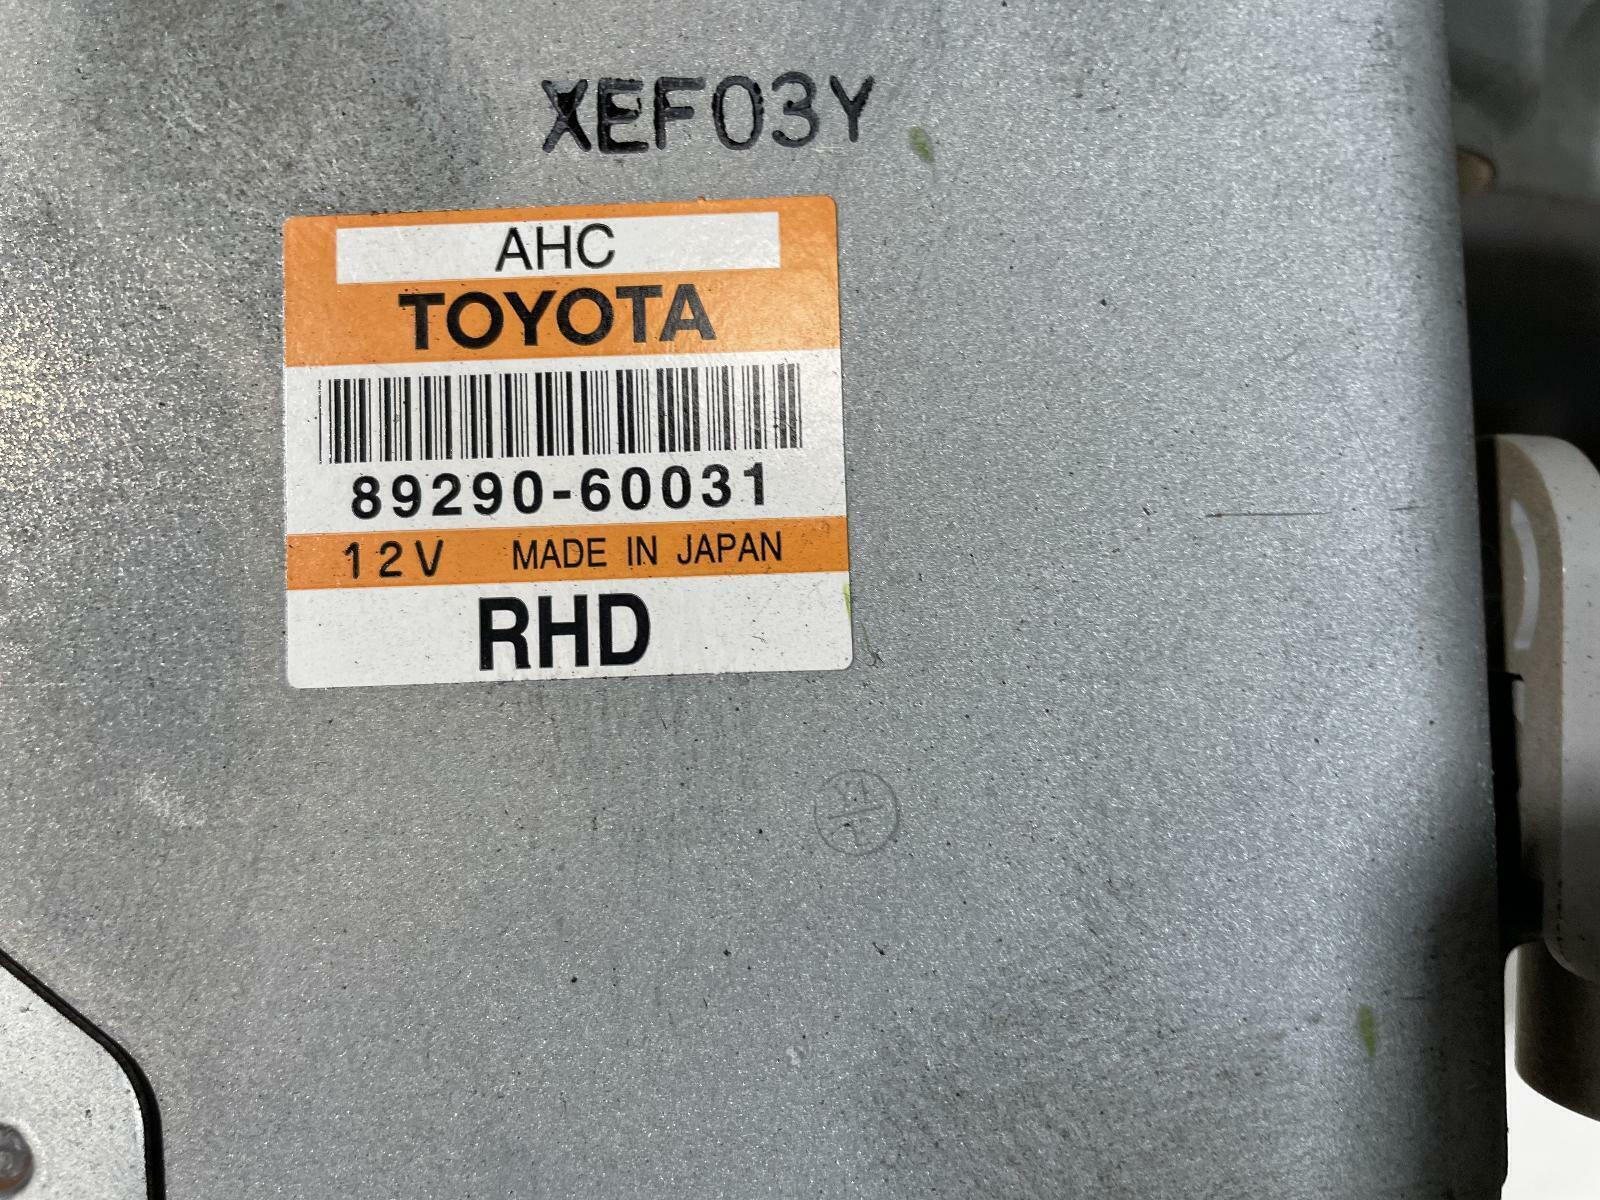 XEF03Y
AHC
TOYOTA
89290-60031
12V MADE IN JAPAN
RHD